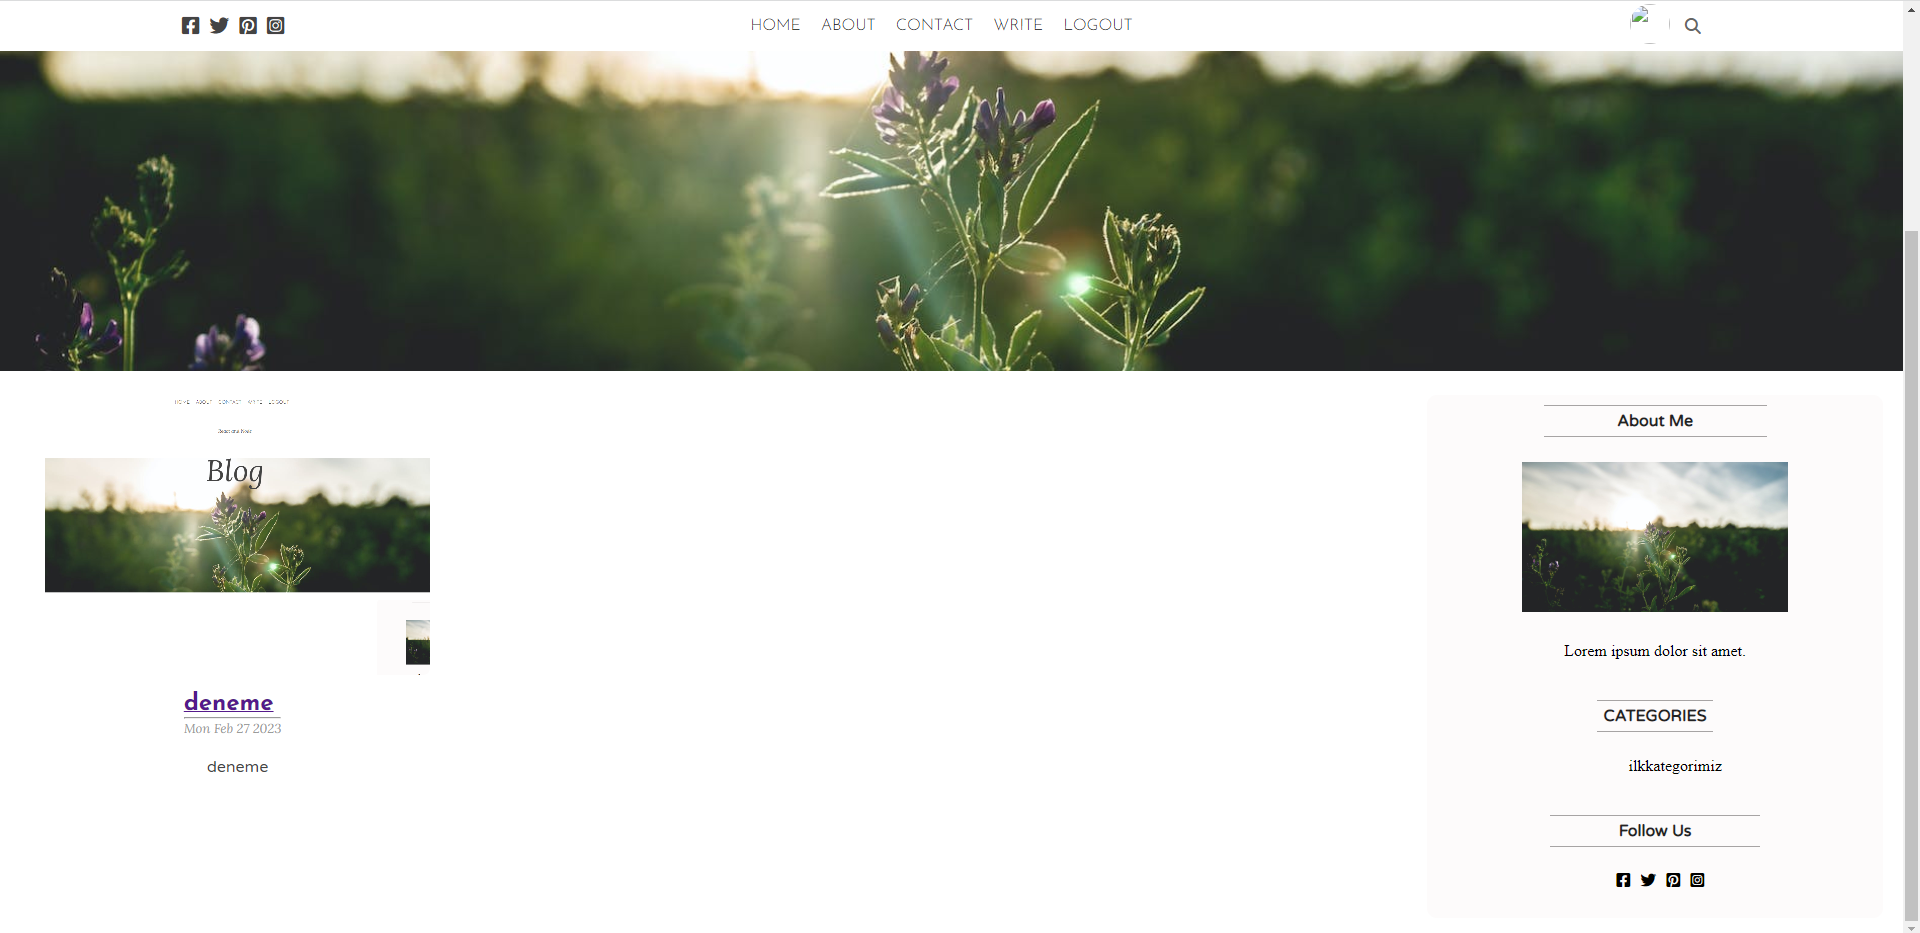 HOME ABOUT CONTACT WRITE LOGOUT
HOME ABOUT CONTACT WRITE LOGOUT
Blog
deneme
Mon Feb 27 2023
deneme
About Me
Lorem ipsum dolor sit amet.
CATEGORIES
ilkkategorimiz
Follow Us